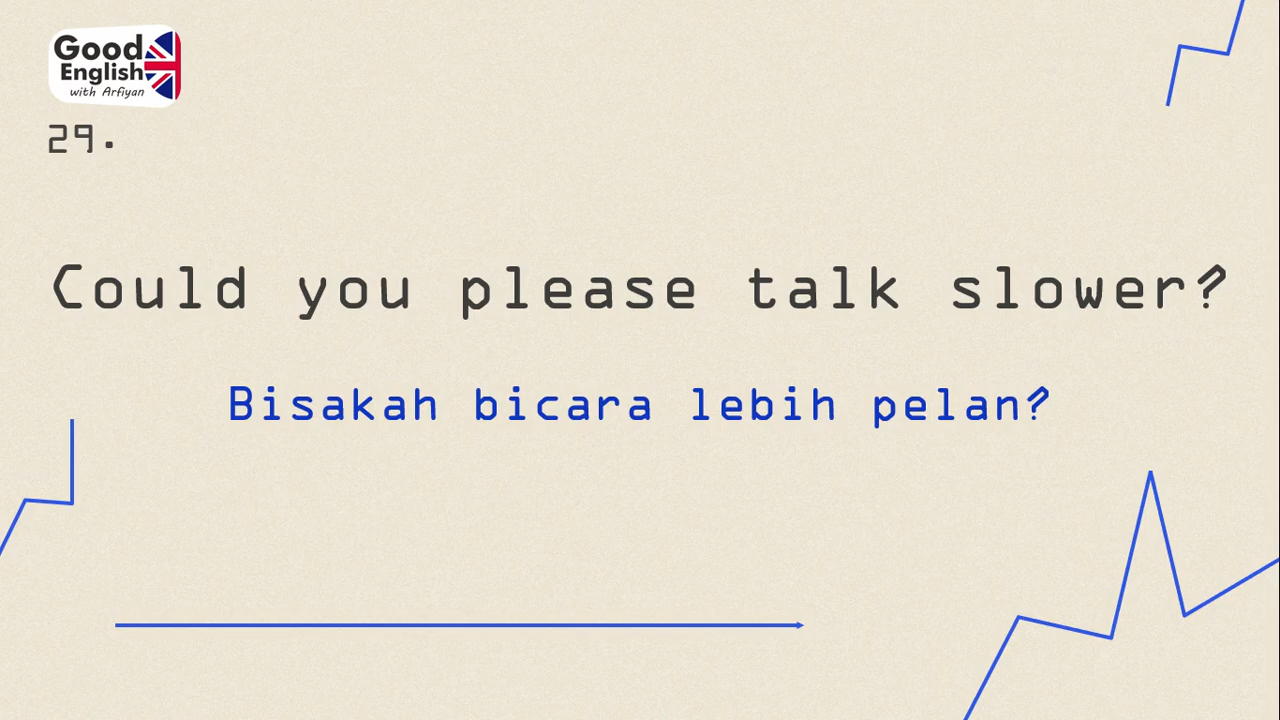 Good
English
with Arfiyan
29.
Could you please talk slower?
Bisakah bicara lebih pelan?